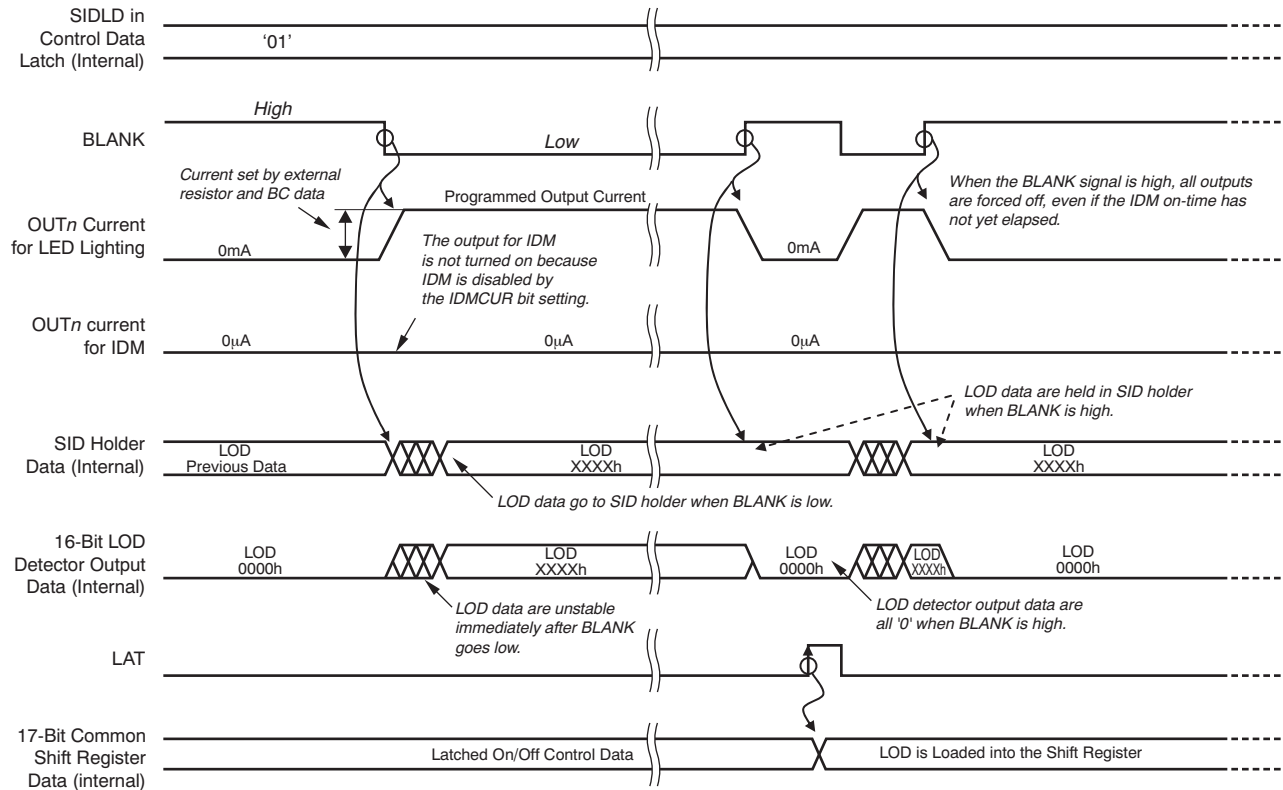 SIDLD in
Control Data
Latch (Internal)
‘01’
BLANK
High
Low
Current set by external
resistor and BC data
Programmed Output Current
When the BLANK signal is high, all outputs
are forced off, even if the IDM on-time has
not yet elapsed.
OUTn Current
for LED Lighting
0mA
0mA
The output for IDM
is not turned on because
IDM is disabled by
the IDMCUR bit setting.
OUTn current
for IDM
0μA
0μA
0μA
LOD data are held in SID holder
when BLANK is high.
SID Holder
Data (Internal)
LOD
Previous Data
LOD
XXXXh
LOD
XXXXh
LOD data go to SID holder when BLANK is low.
16-Bit LOD
Detector Output
Data (Internal)
LOD
0000h
LOD
XXXXh
LOD
0000h
LOD
XXXXh
LOD
0000h
LOD data are unstable
immediately after BLANK
goes low.
LOD detector output data are
all '0' when BLANK is high.
LAT
17-Bit Common
Shift Register
Data (internal)
Latched On/Off Control Data
LOD is Loaded into the Shift Register